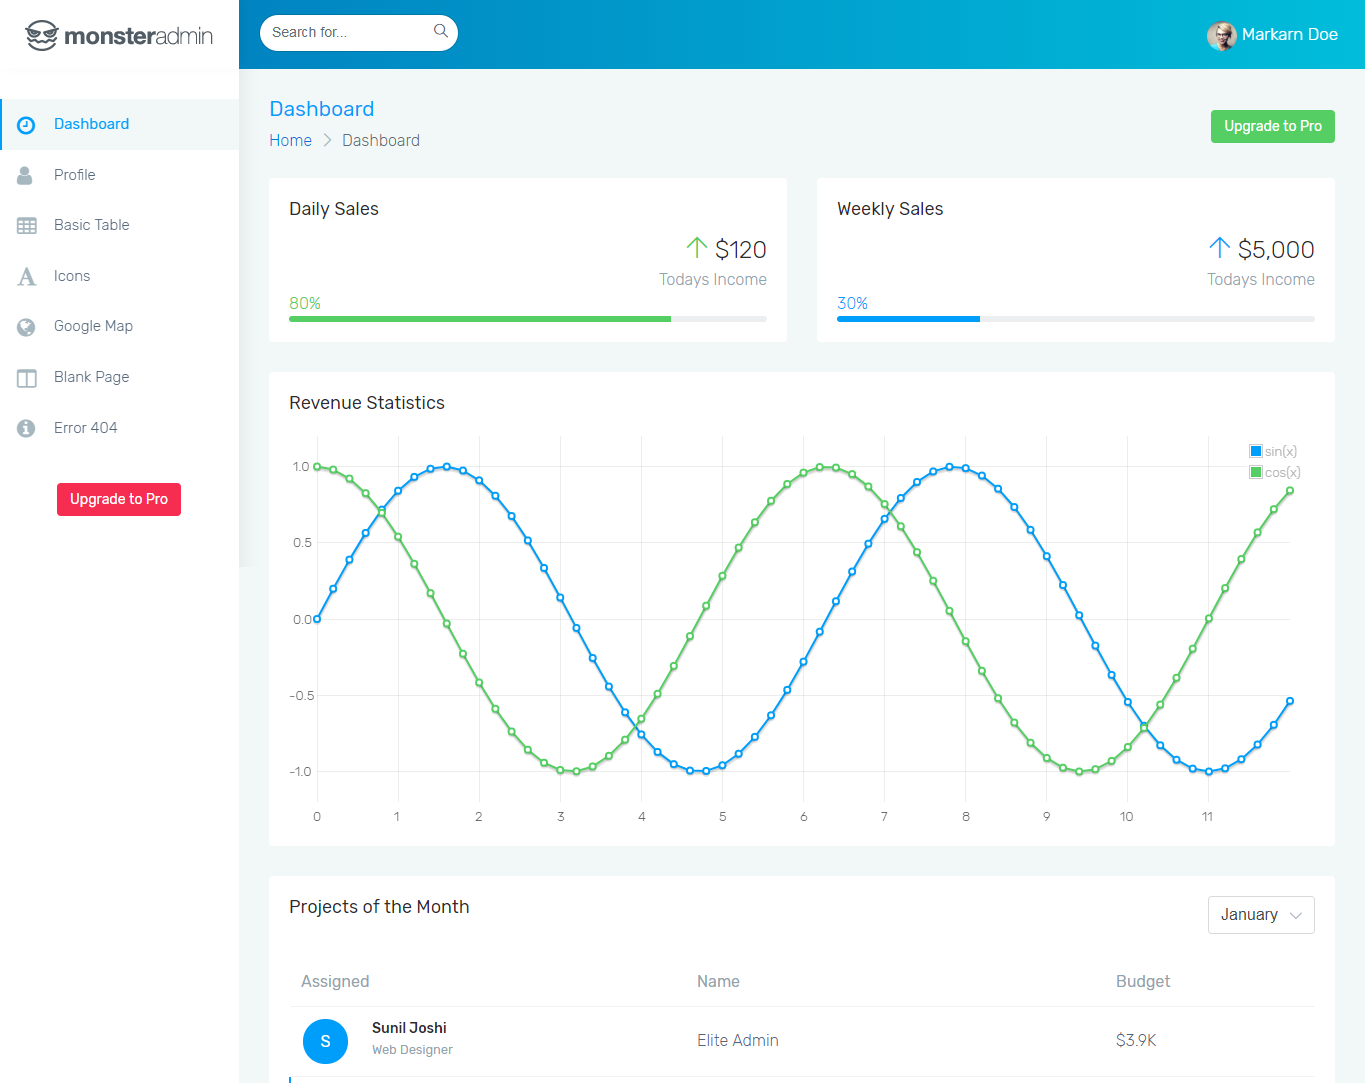 monsteradmin
Search for...
Markarn Doe
Dashboard
Profile
Basic Table
Icons
Google Map
Blank Page
Error 404
Upgrade to Pro
Dashboard
Home Dashboard
Upgrade to Pro
Daily Sales
$120
Todays Income
80%
Weekly Sales
$5,000
Todays Income
30%
Revenue Statistics
sin(x)
cos(x)
1.0
0.5
0.0
-0.5
-1.0
0 1 2 3 4 5 6 7 8 9 10 11
Projects of the Month
January
Assigned Name Budget
S
Sunil Joshi
Web Designer
Elite Admin
$3.9K